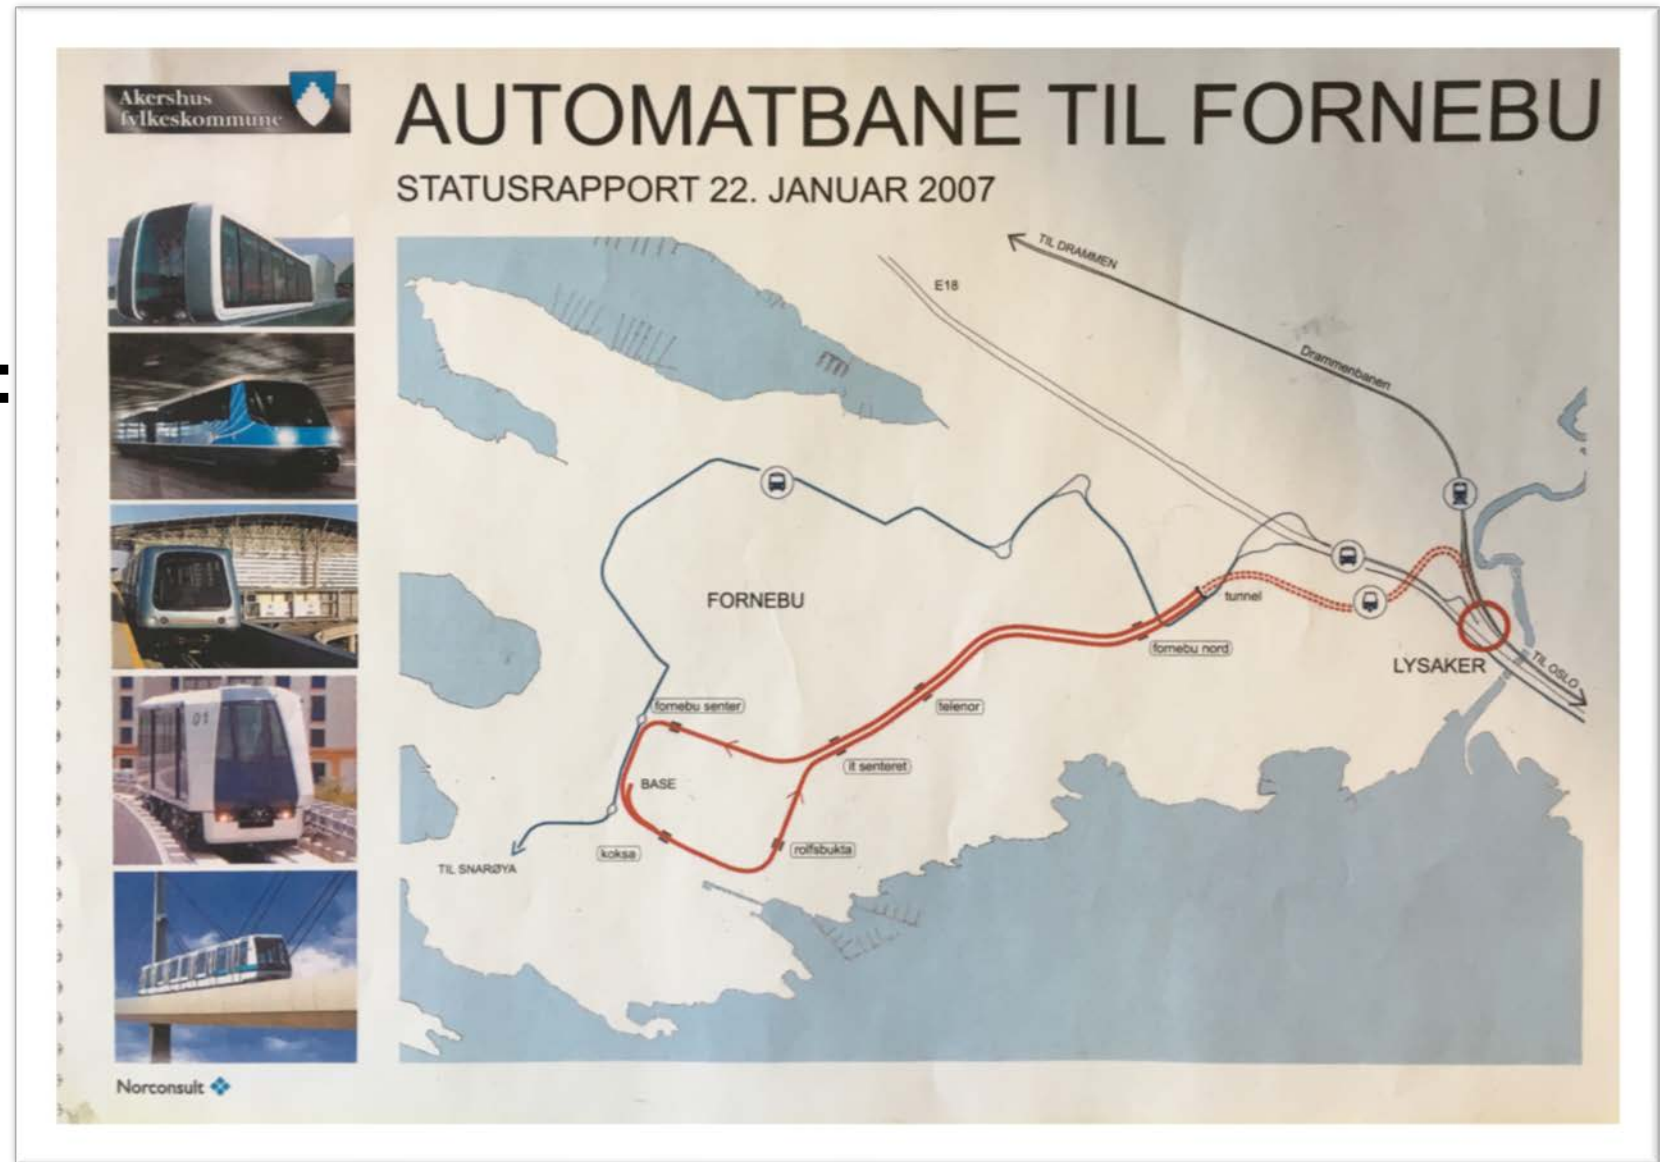 Akershus
fylkeskommune
AUTOMATBANE TIL FORNEBU
STATUSRAPPORT 22. JANUAR 2007
TIL DRAMMEN
E18
Drammenbanen
FORNEBU
tunnel
fornebu nord
LYSAKER
TIL OSLO
fornebu senter
telenor
it senteret
BASE
koksa
rolfsbukta
TIL SNARØYA
01
Norconsult